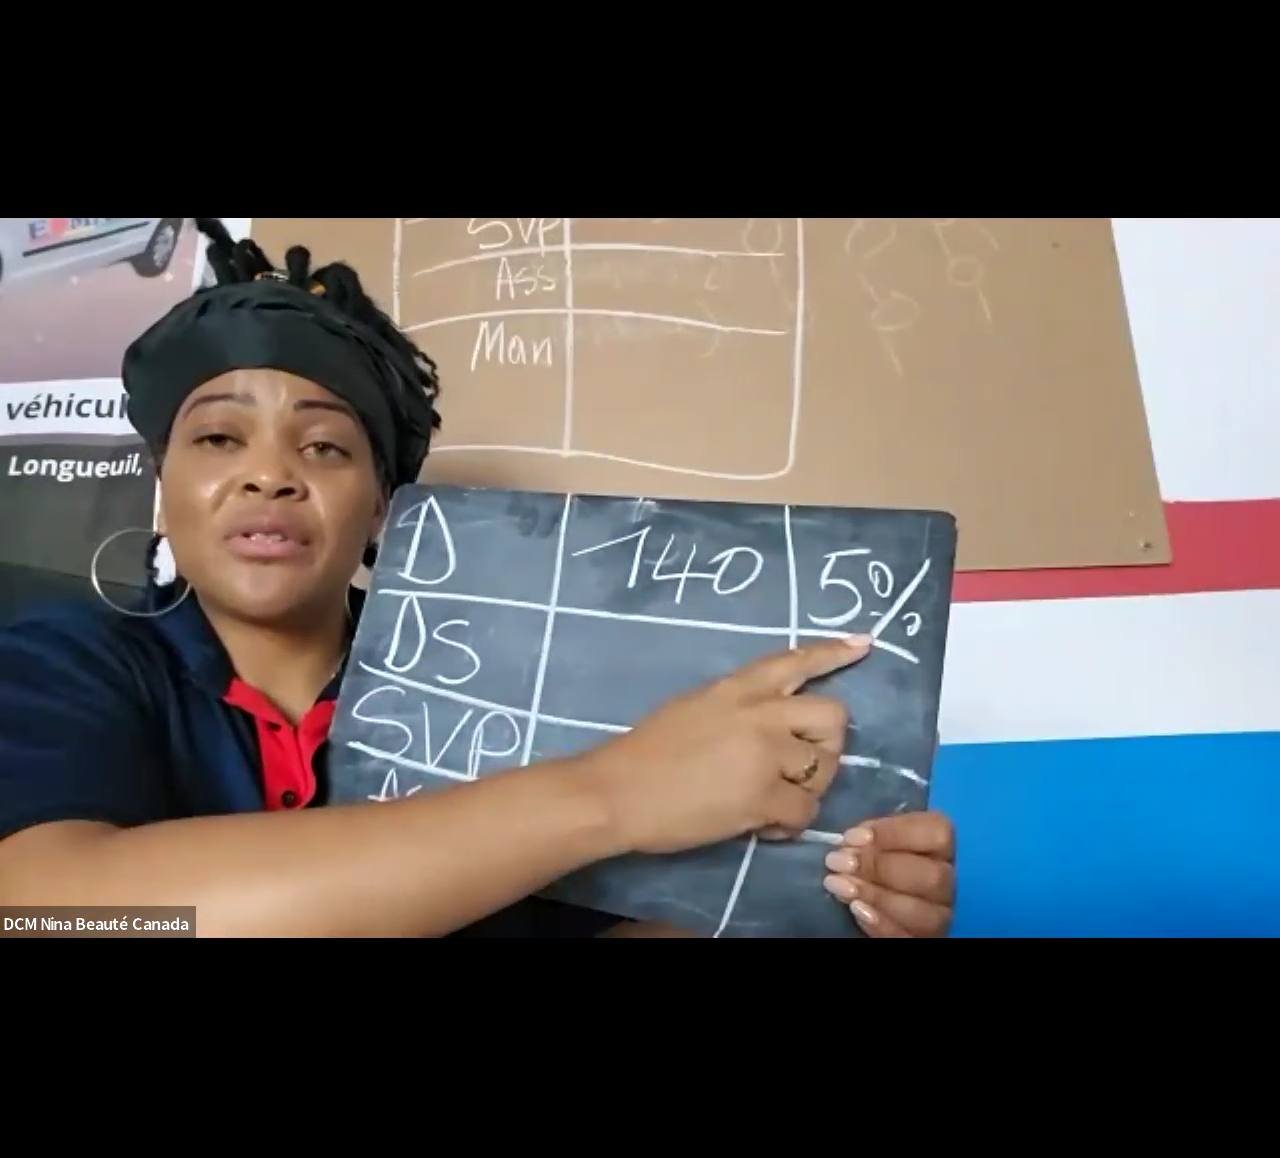 SVP
Ass
Man
véhicul
Longueuil,
D 140 5%
DS
SVP
DCM Nina Beauté Canada